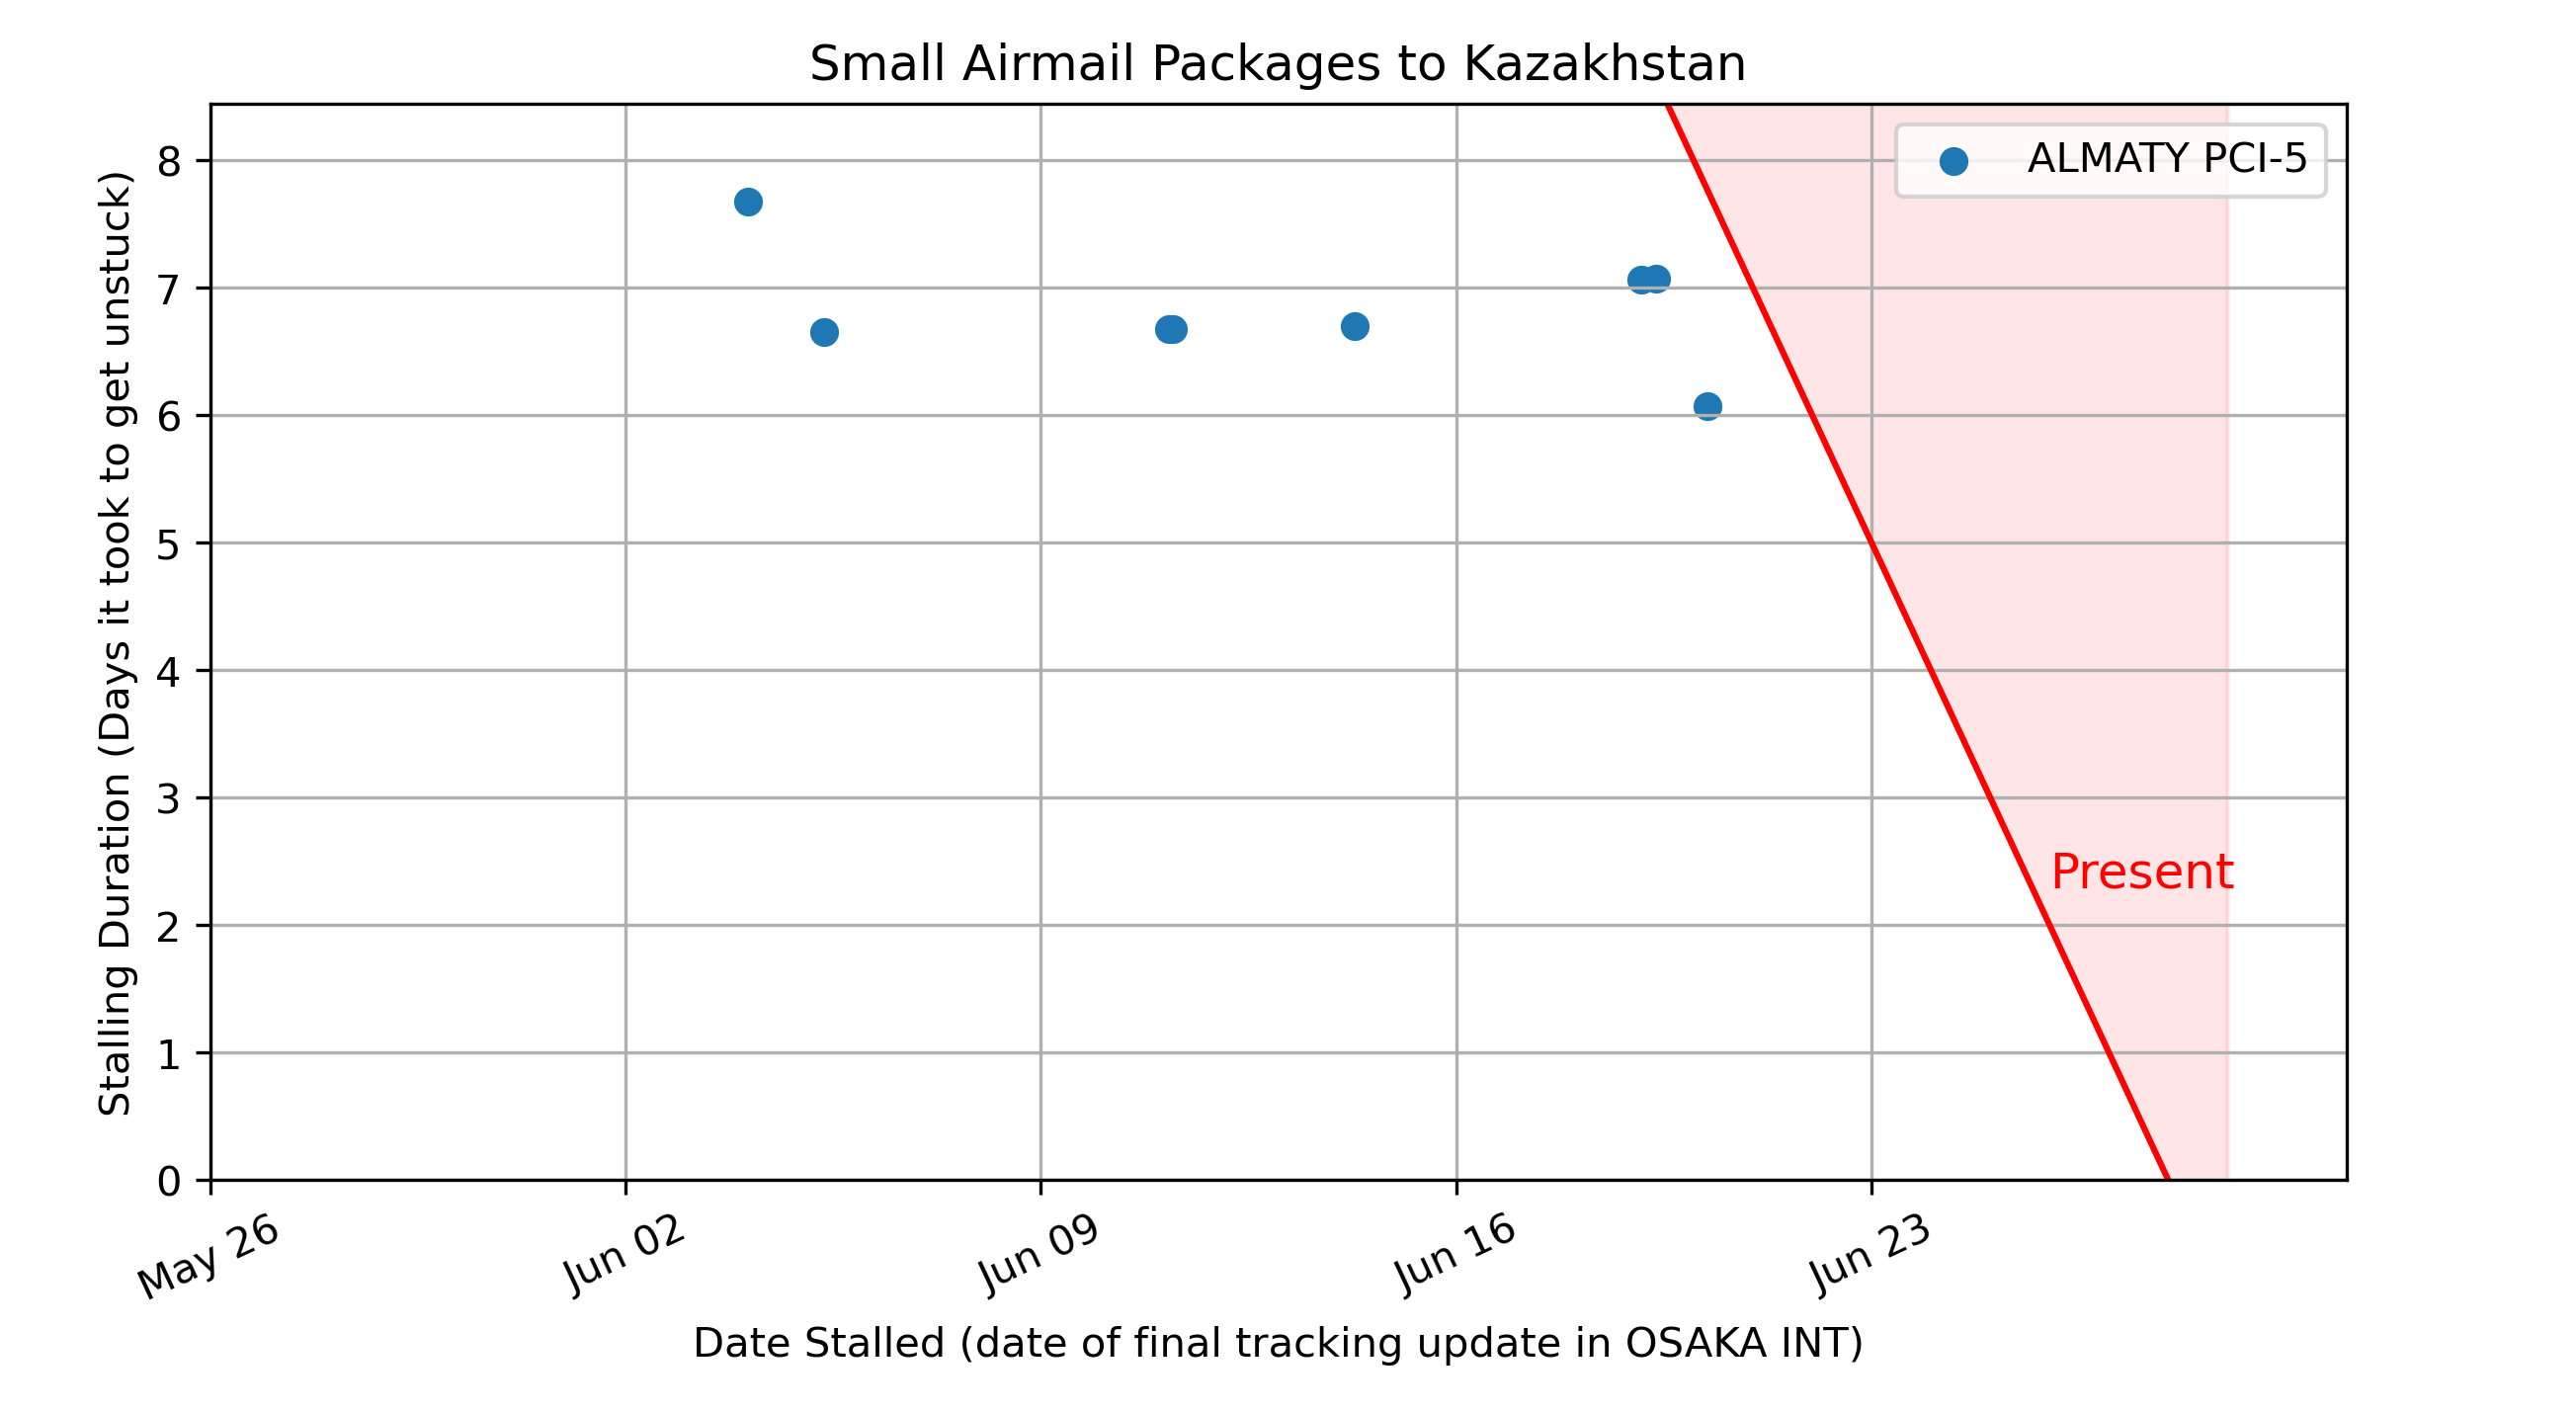 Small Airmail Packages to Kazakhstan
ALMATY PCI-5
Stalling Duration (Days it took to get unstuck)
8
7
6
5
4
3
2
1
0
Present
May 26
Jun 02
Jun 09
Jun 16
Jun 23
Date Stalled (date of final tracking update in OSAKA INT)